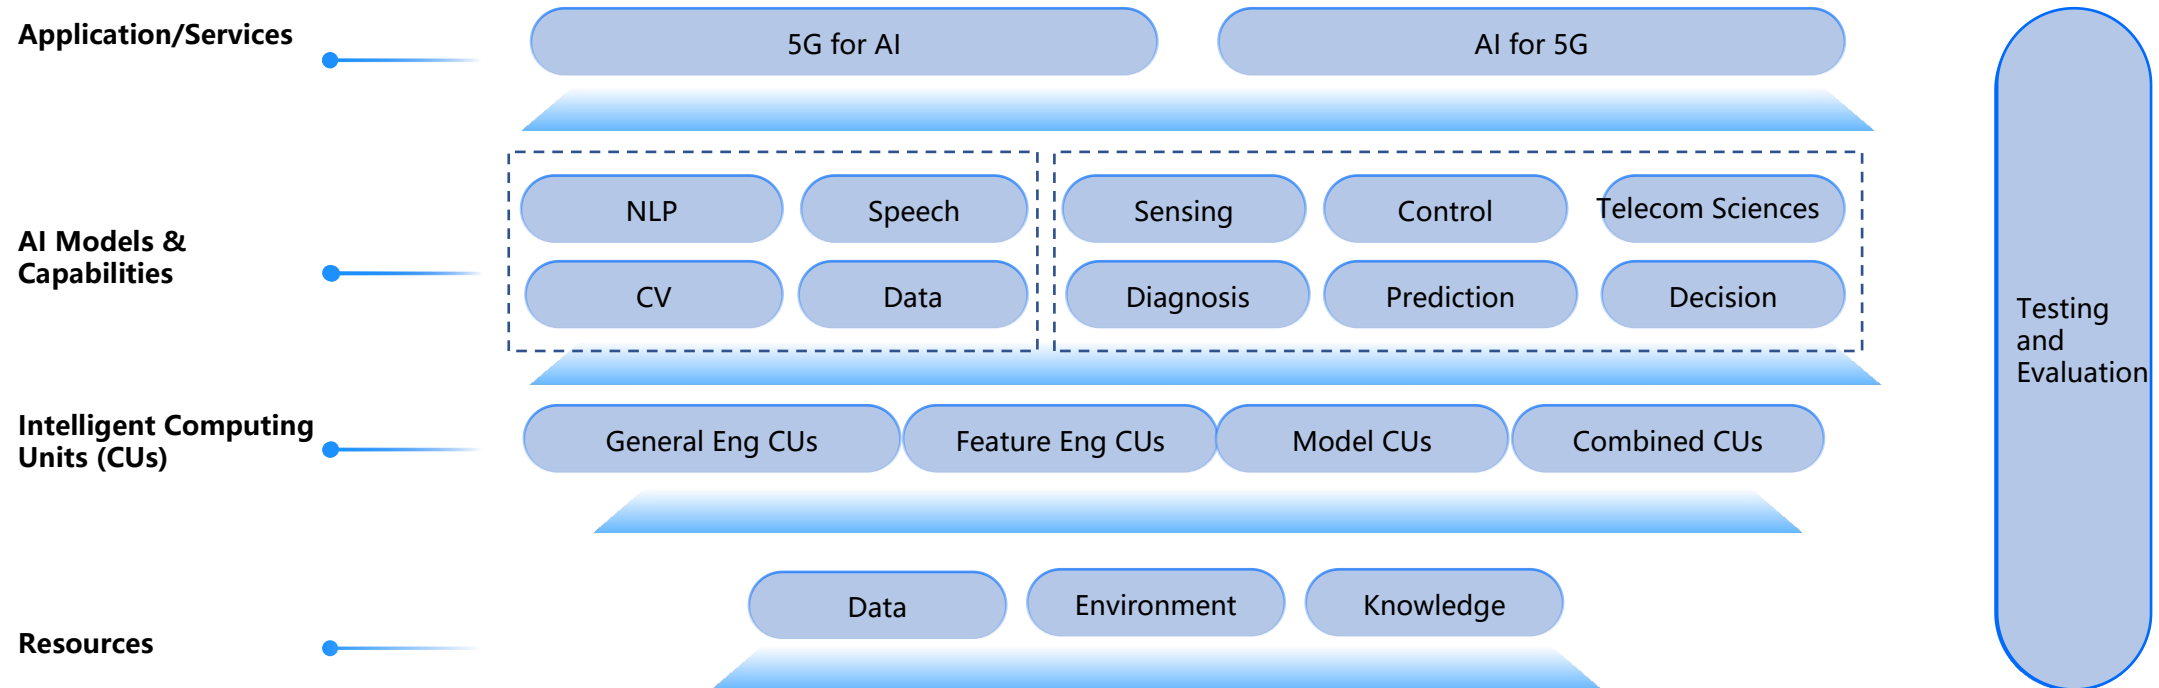 Application/Services
5G for AI
AI for 5G
AI Models &
Capabilities
NLP
Speech
Sensing
Control
Telecom Sciences
CV
Data
Diagnosis
Prediction
Decision
Intelligent Computing
Units (CUs)
General Eng CUs
Feature Eng CUs
Model CUs
Combined CUs
Resources
Data
Environment
Knowledge
Testing
and
Evaluation